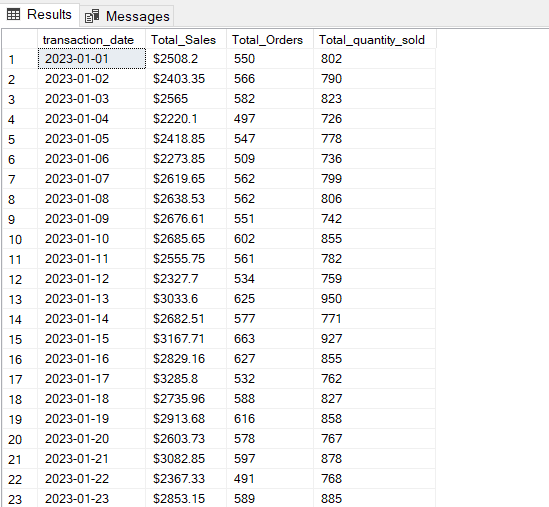 Results Messages
transaction_date Total_Sales Total_Orders Total_quantity_sold
1 2023-01-01 $2508.2 550 802
2 2023-01-02 $2403.35 566 790
3 2023-01-03 $2565 582 823
4 2023-01-04 $2220.1 497 726
5 2023-01-05 $2418.85 547 778
6 2023-01-06 $2273.85 509 736
7 2023-01-07 $2619.65 562 799
8 2023-01-08 $2638.53 562 806
9 2023-01-09 $2676.61 551 742
10 2023-01-10 $2685.65 602 855
11 2023-01-11 $2555.75 561 782
12 2023-01-12 $2327.7 534 759
13 2023-01-13 $3033.6 625 950
14 2023-01-14 $2682.51 577 771
15 2023-01-15 $3167.71 663 927
16 2023-01-16 $2829.16 627 855
17 2023-01-17 $3285.8 532 762
18 2023-01-18 $2735.96 588 827
19 2023-01-19 $2913.68 616 858
20 2023-01-20 $2603.73 578 767
21 2023-01-21 $3082.85 597 878
22 2023-01-22 $2367.33 491 768
23 2023-01-23 $2853.15 589 885